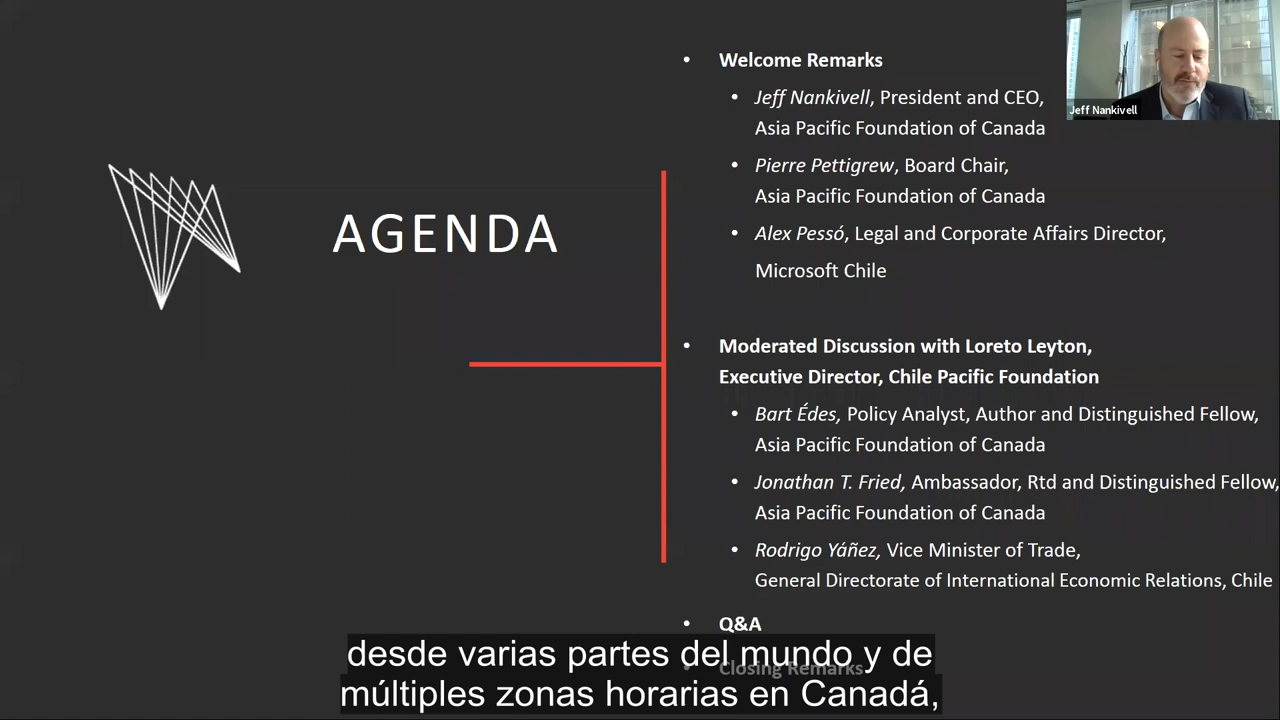 AGENDA
• Welcome Remarks
• Jeff Nankivell, President and CEO,
Asia Pacific Foundation of Canada
• Pierre Pettigrew, Board Chair,
Asia Pacific Foundation of Canada
• Alex Pessó, Legal and Corporate Affairs Director,
Microsoft Chile
• Moderated Discussion with Loreto Leyton,
Executive Director, Chile Pacific Foundation
• Bart Édes, Policy Analyst, Author and Distinguished Fellow,
Asia Pacific Foundation of Canada
• Jonathan T. Fried, Ambassador, Rtd and Distinguished Fellow,
Asia Pacific Foundation of Canada
• Rodrigo Yáñez, Vice Minister of Trade,
General Directorate of International Economic Relations, Chile
• Q&A
• Closing Remarks
Jeff Nankivell
desde varias partes del mundo y de
múltiples zonas horarias en Canadá,